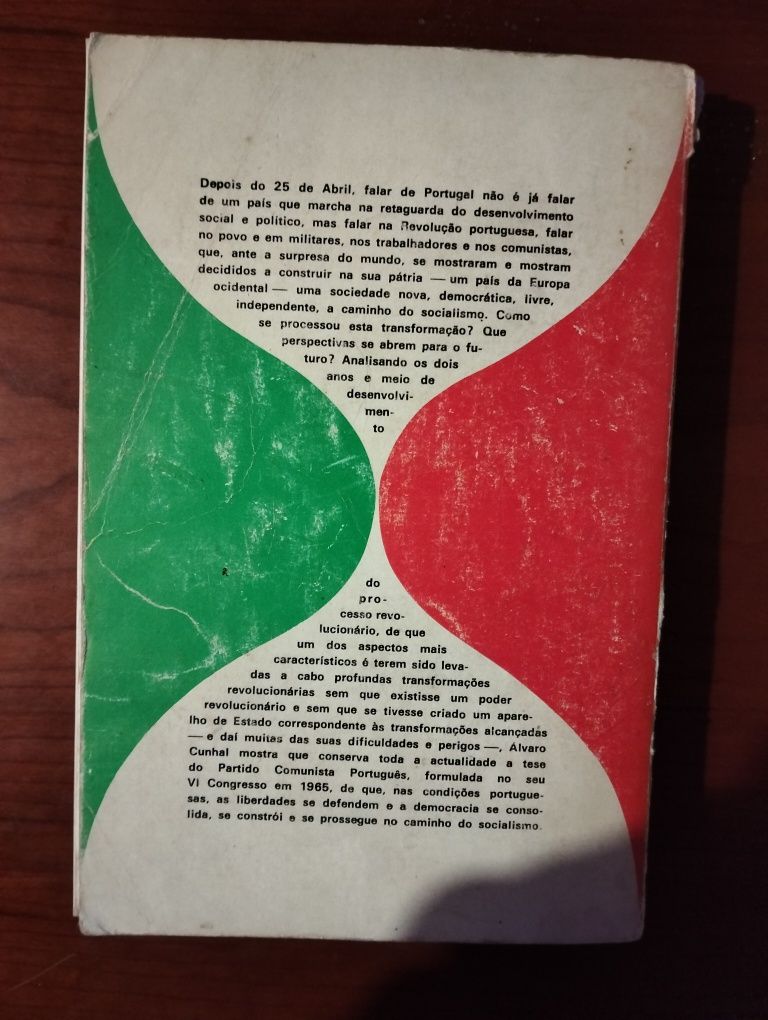 Depois do 25 de Abril, falar de Portugal não é já falar
de um país que marcha na retaguarda do desenvolvimento
social e político, mas falar na Revolução portuguesa, falar
no povo e em militares, nos trabalhadores e nos comunistas,
que, ante a surpresa do mundo, se mostraram e mostram
decididos a construir na sua pátria — um país da Europa
ocidental — uma sociedade nova, democrática, livre,
independente, a caminho do socialismo. Como
se processou esta transformação? Que
perspectivas se abrem para o fu-
turo? Analisando os dois
anos e meio de
desenvolvi-
men-
to
do
pro-
cesso revo-
lucionário, de que
um dos aspectos mais
característicos é terem sido leva-
das a cabo profundas transformações
revolucionárias sem que existisse um poder
revolucionário e sem que se tivesse criado um apare-
lho de Estado correspondente às transformações alcançadas
— e daí muitas das suas dificuldades e perigos —, Álvaro
Cunhal mostra que conserva toda a actualidade a tese
do Partido Comunista Português, formulada no seu
VI Congresso em 1965, de que, nas condições portugue-
sas, as liberdades se defendem e a democracia se conso-
lida, se constrói e se prossegue no caminho do socialismo.